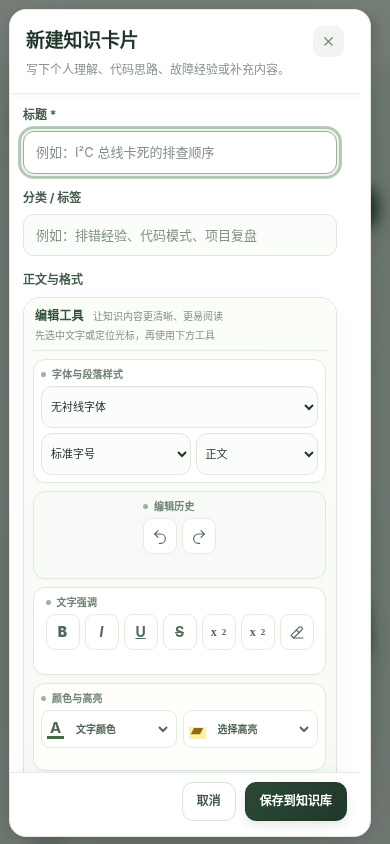 新建知识卡片
写下个人理解、代码思路、故障经验或补充内容。
标题 *
例如：I²C 总线卡死的排查顺序
分类 / 标签
例如：排错经验、代码模式、项目复盘
正文与格式
编辑工具 让知识内容更清晰、更易阅读
先选中文字或定位光标，再使用下方工具
字体与段落样式
无衬线字体
标准字号 正文
编辑历史
文字强调
B I U S x 2 x 2
颜色与高亮
A 文字颜色 选择高亮
取消 保存到知识库